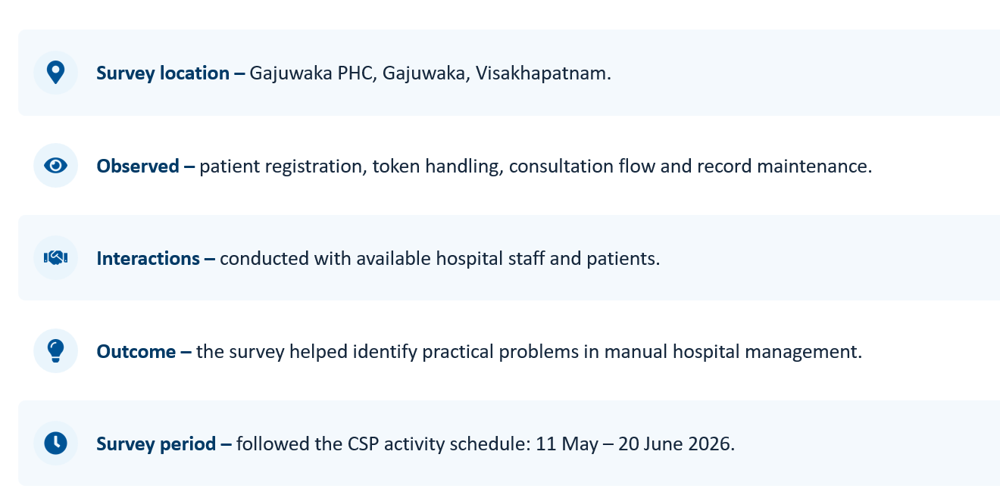 Survey location – Gajuwaka PHC, Gajuwaka, Visakhapatnam.
Observed – patient registration, token handling, consultation flow and record maintenance.
Interactions – conducted with available hospital staff and patients.
Outcome – the survey helped identify practical problems in manual hospital management.
Survey period – followed the CSP activity schedule: 11 May – 20 June 2026.